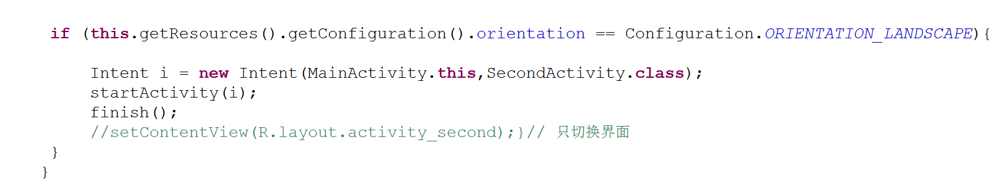 if (this.getResources().getConfiguration().orientation == Configuration.ORIENTATION_LANDSCAPE){
Intent i = new Intent(MainActivity.this,SecondActivity.class);
startActivity(i);
finish();
//setContentView(R.layout.activity_second);}// 只切换界面
}
}